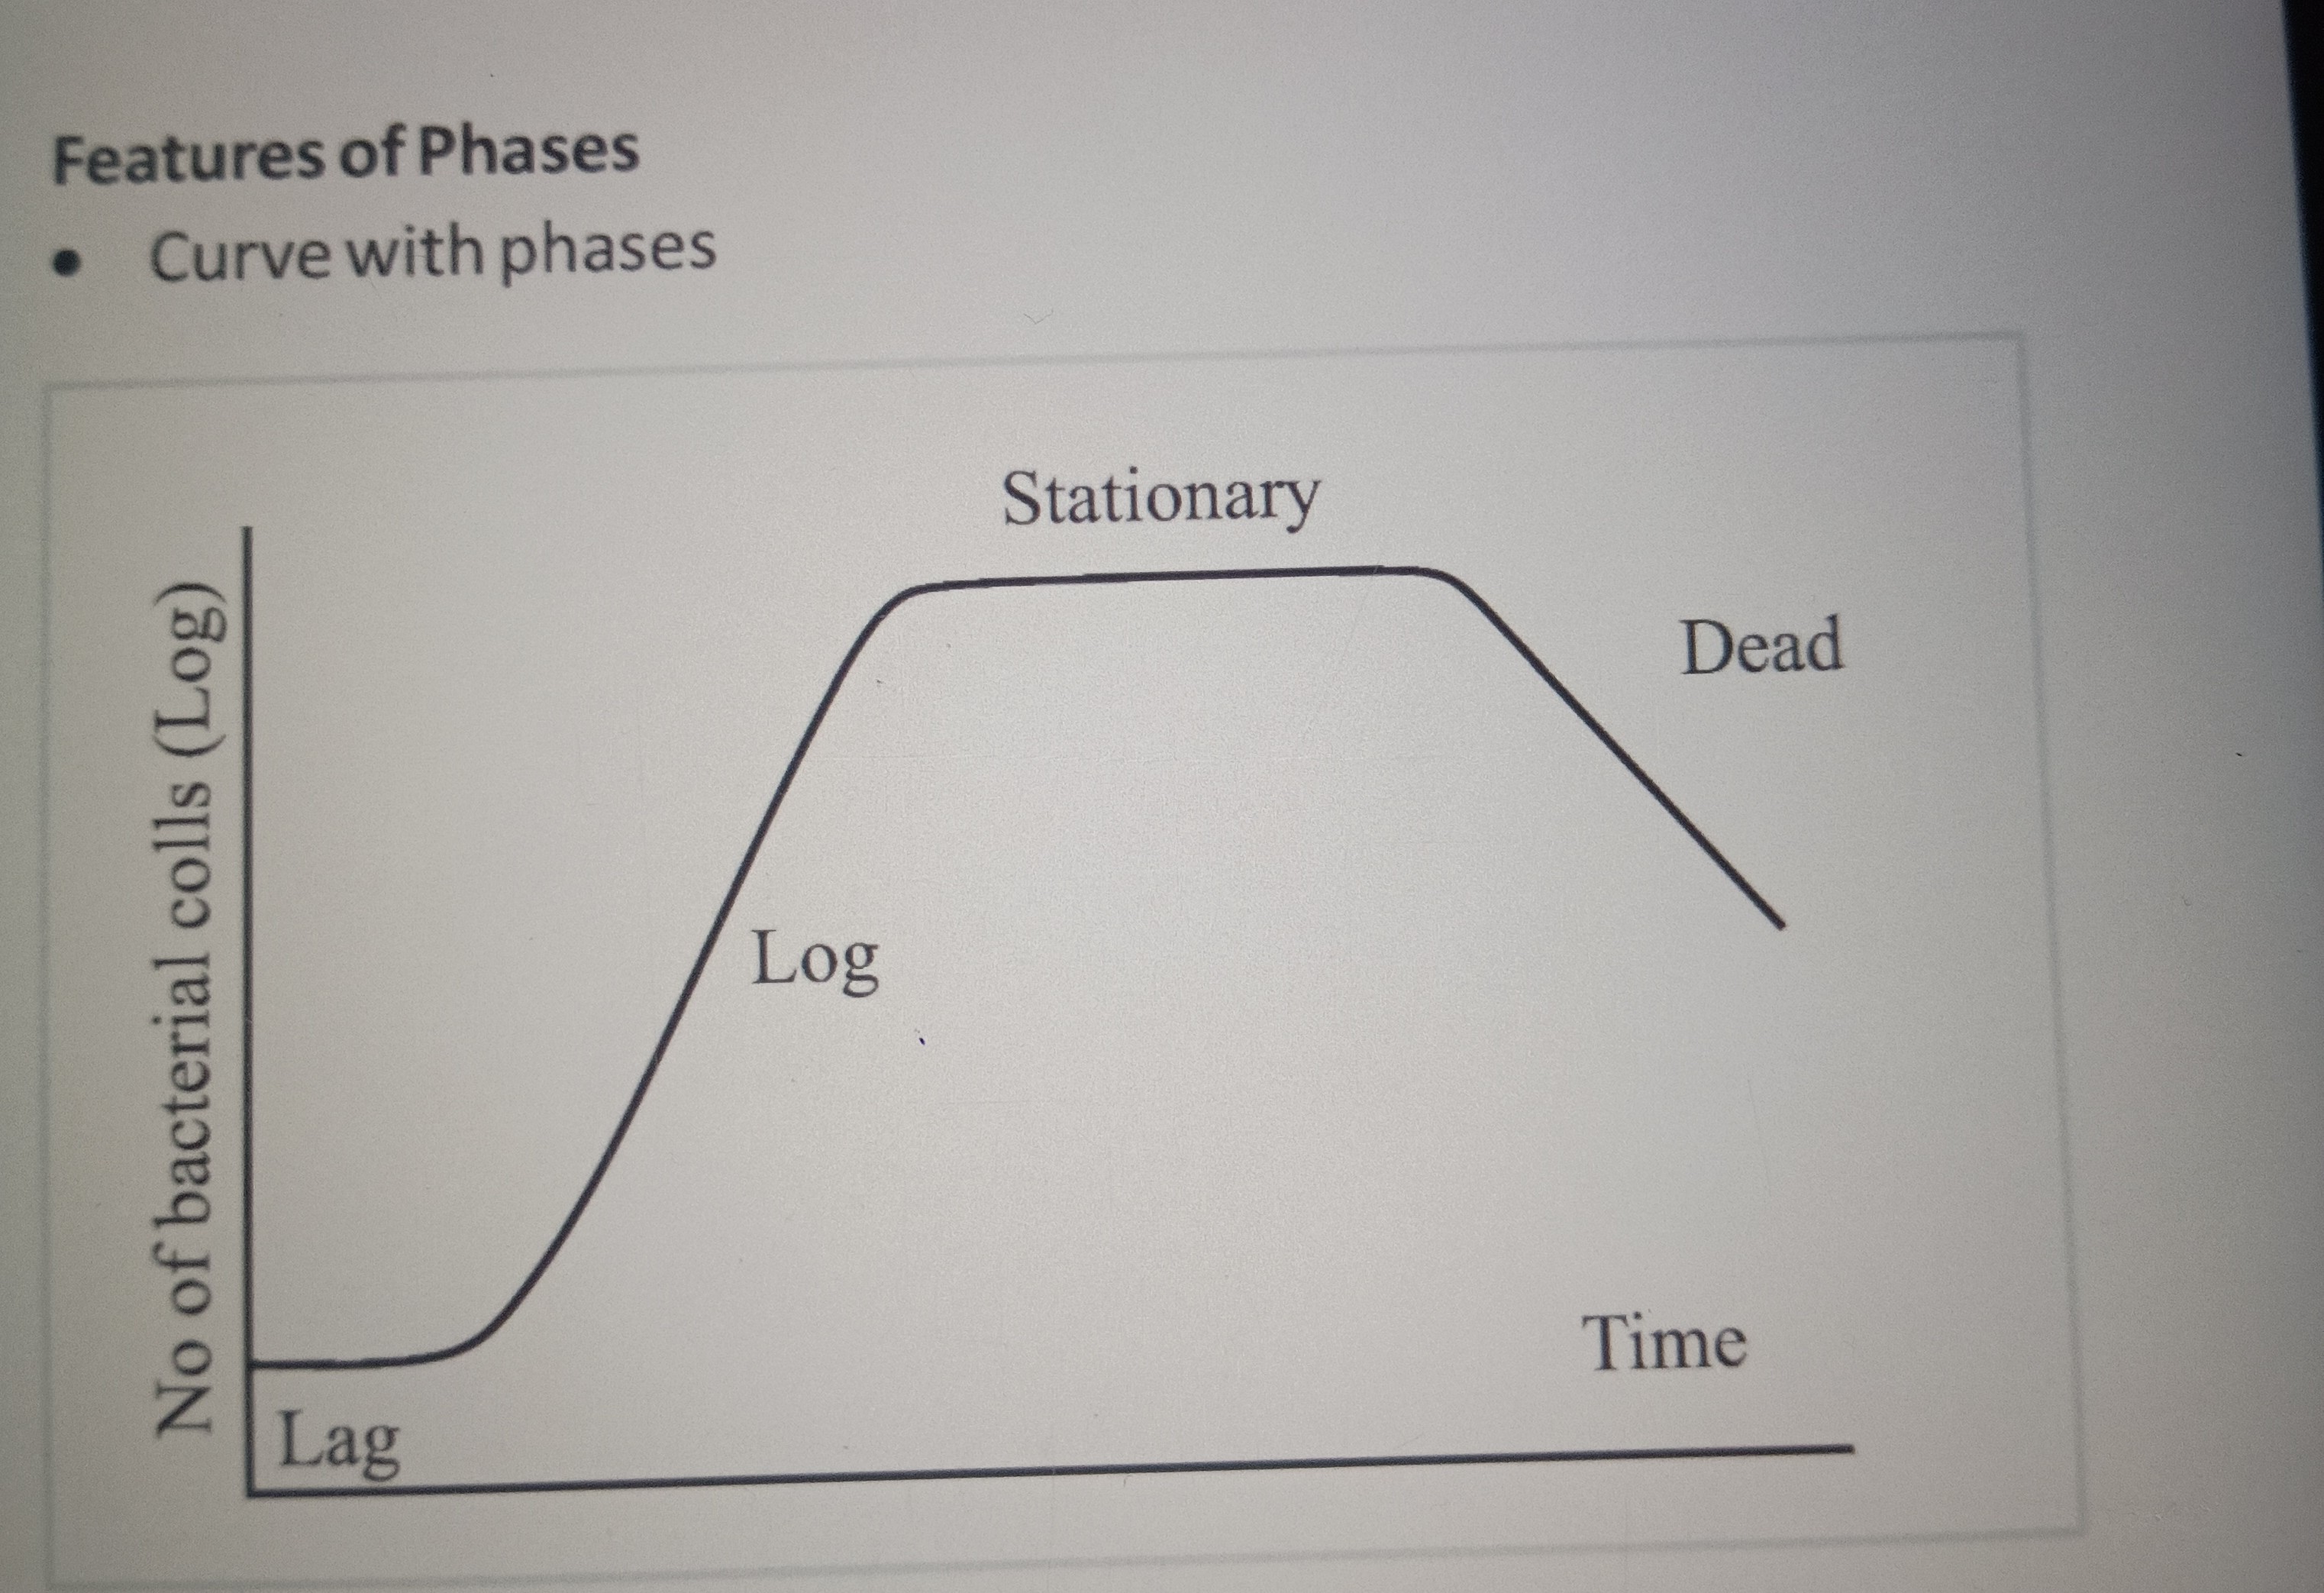 Features of Phases
• Curve with phases
Stationary
Dead
No of bacterial colls (Log)
Log
Time
Lag